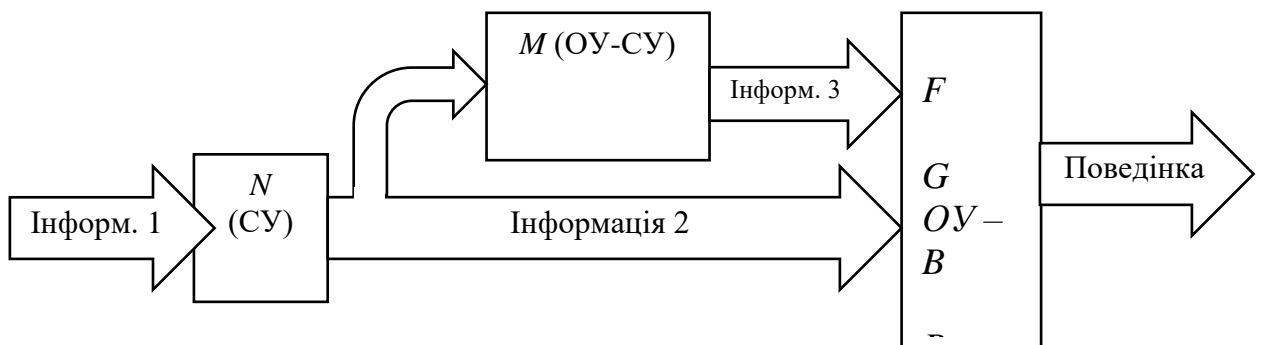 M (ОУ-СУ)
Інформ. 3
F
N
(СУ)
Інформ. 1
Інформація 2
G
ОУ –
В
Поведінка